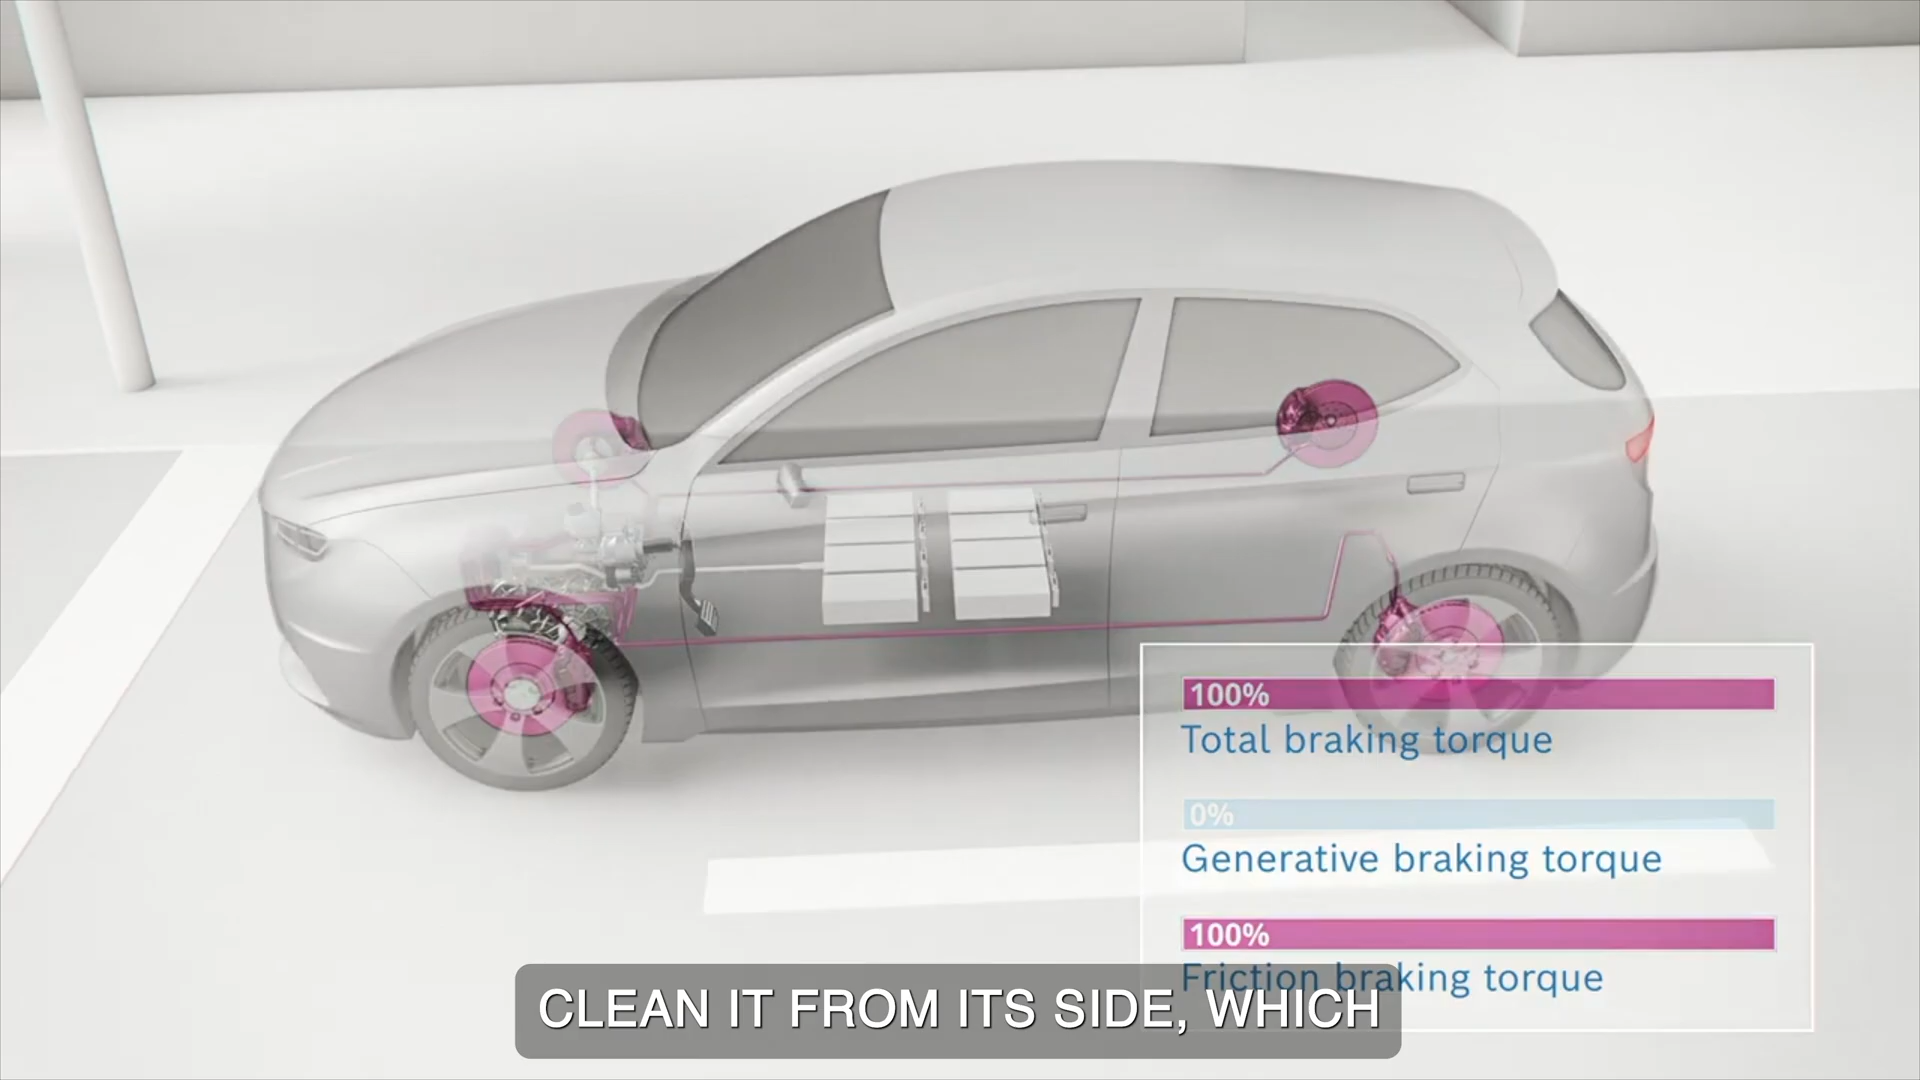 100%
Total braking torque
0%
Generative braking torque
100%
Friction braking torque
CLEAN IT FROM ITS SIDE, WHICH